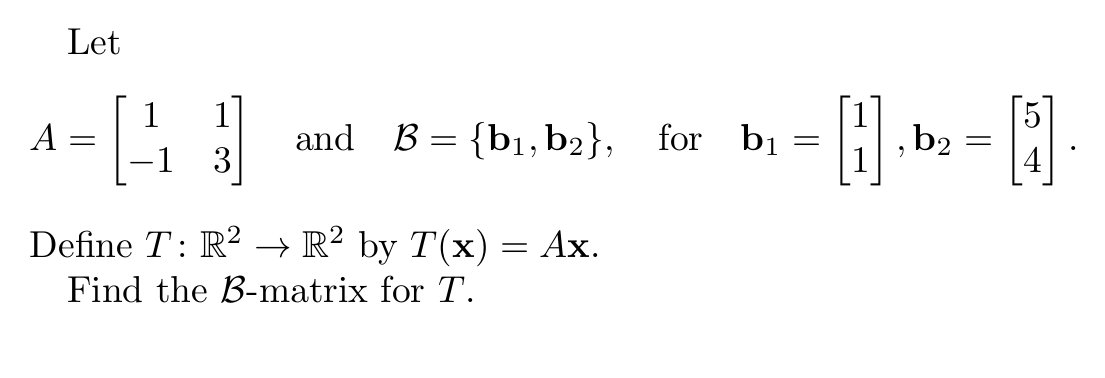 Let
A = [1 1; −1 3] and ℬ = {b₁, b₂}, for b₁ = [1; 1], b₂ = [5; 4].
Define T: ℝ² → ℝ² by T(x) = Ax.
Find the ℬ-matrix for T.